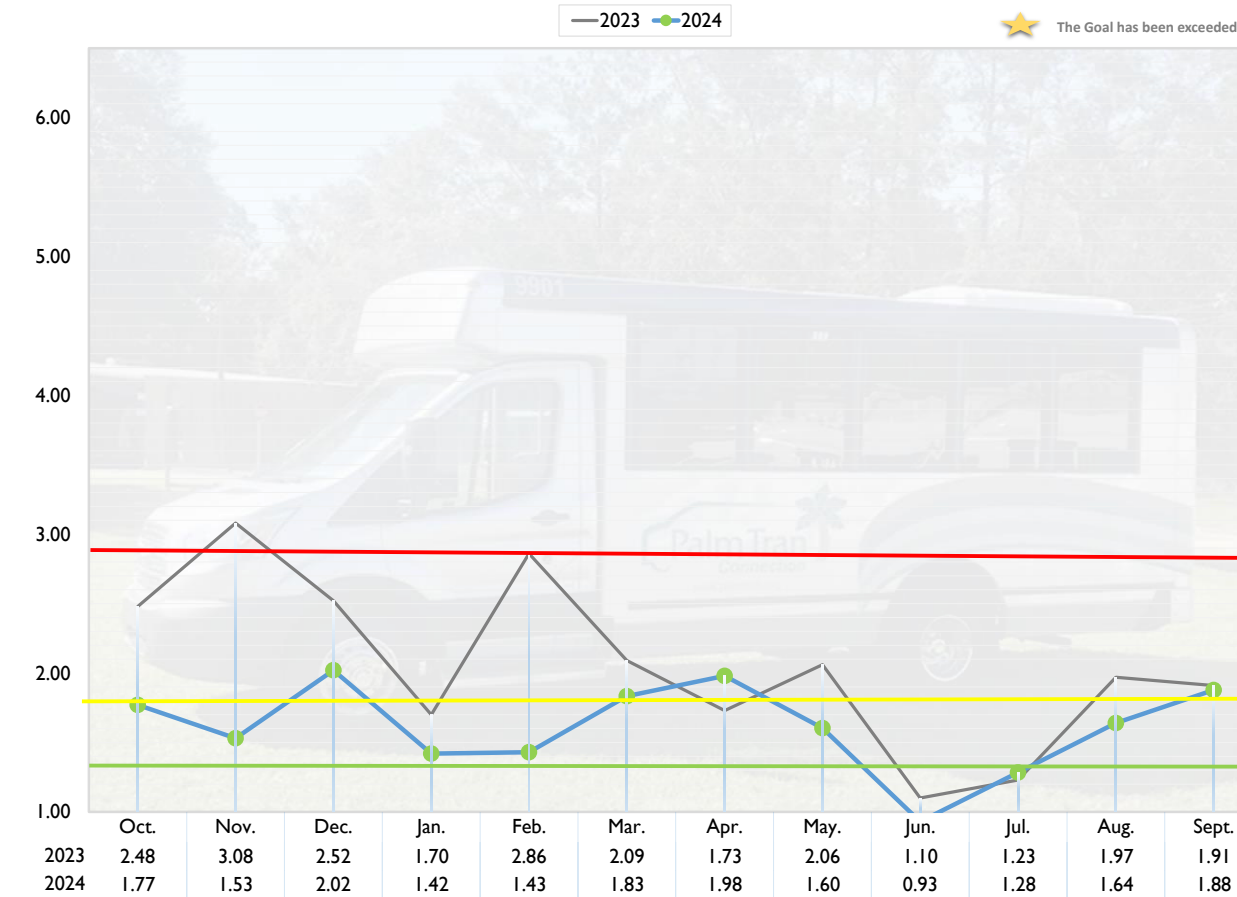 2023 2024
The Goal has been exceeded
6.00
5.00
4.00
3.00
2.00
1.00
9901
Palm Tran
Connection
Oct. Nov. Dec. Jan. Feb. Mar. Apr. May. Jun. Jul. Aug. Sept.
2023 2.48 3.08 2.52 1.70 2.86 2.09 1.73 2.06 1.10 1.23 1.97 1.91
2024 1.77 1.53 2.02 1.42 1.43 1.83 1.98 1.60 0.93 1.28 1.64 1.88